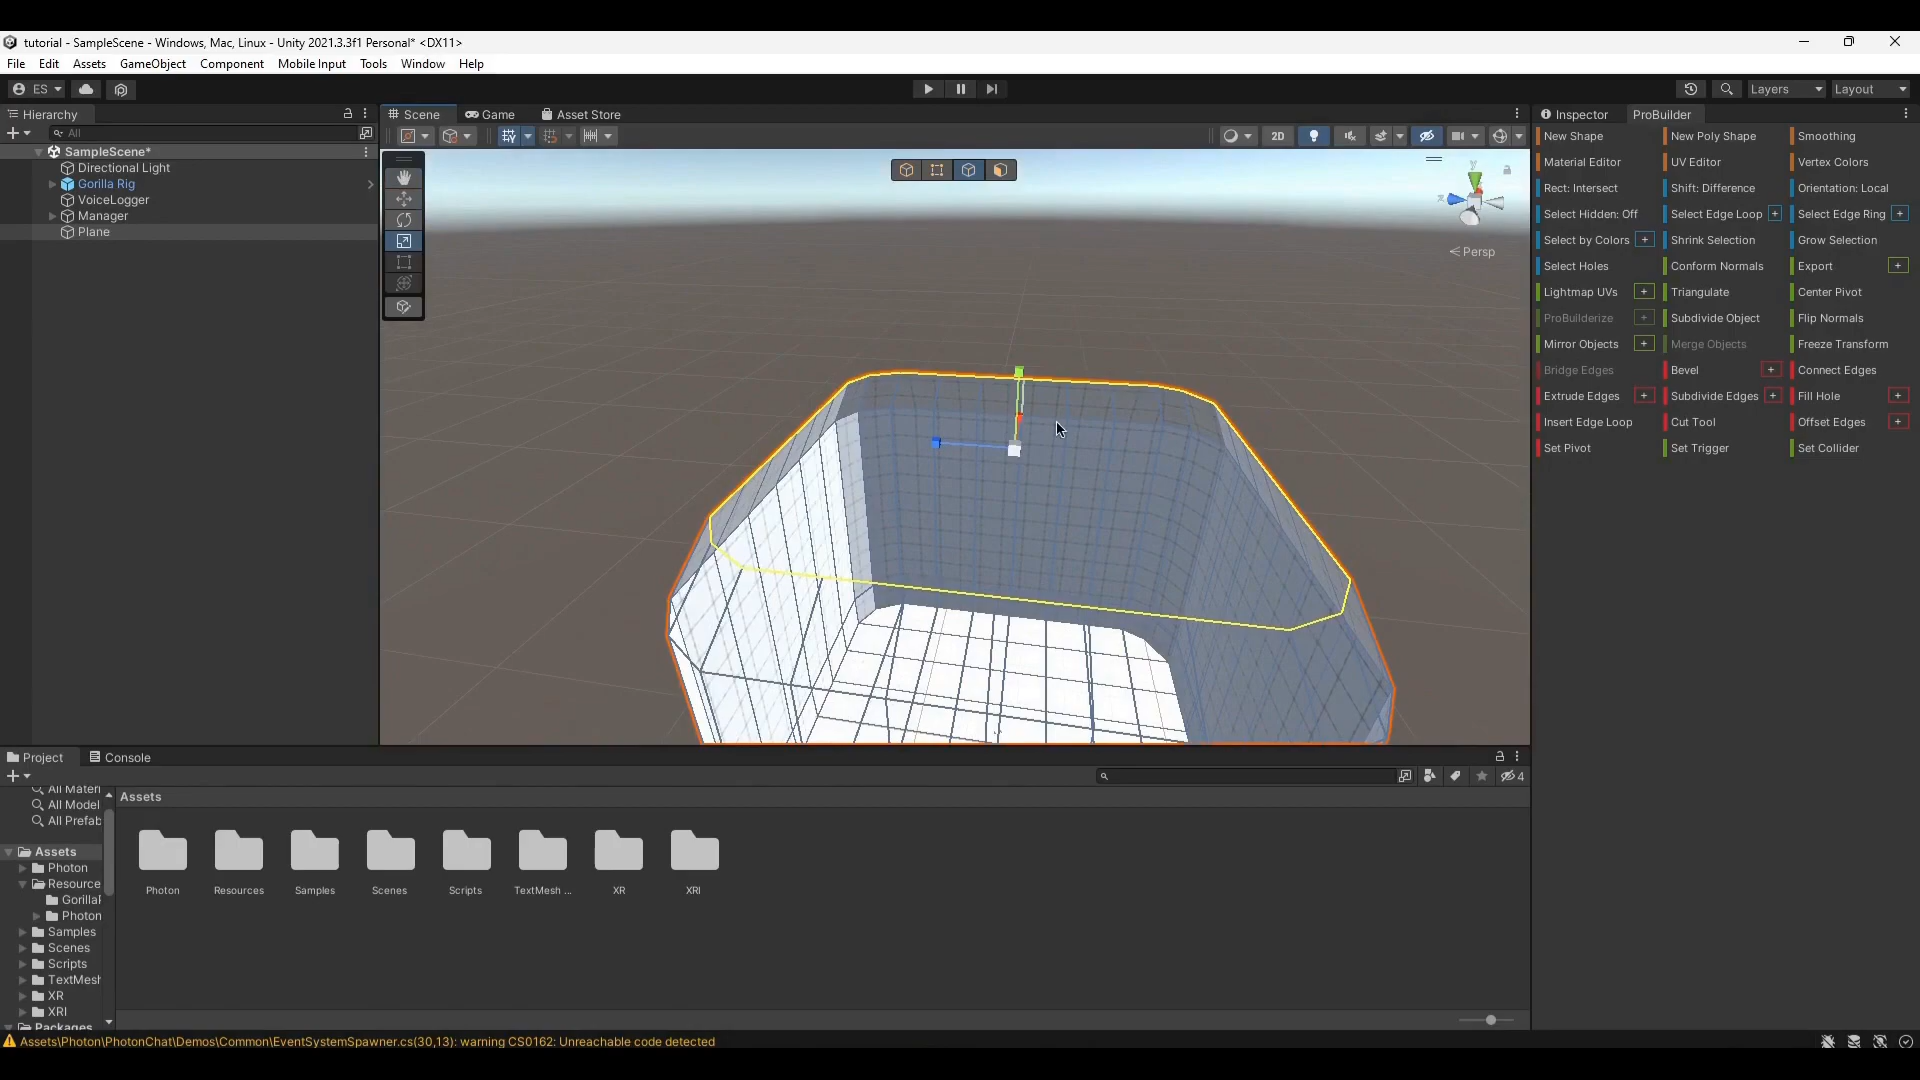 tutorial - SampleScene - Windows, Mac, Linux - Unity 2021.3.3f1 Personal* <DX11>
File Edit Assets GameObject Component Mobile Input Tools Window Help
ES Layers Layout
Hierarchy
All
SampleScene*
Directional Light
Gorilla Rig
VoiceLogger
Manager
Plane
Scene Game Asset Store
2D
y
x
Persp
Inspector ProBuilder
New Shape New Poly Shape Smoothing
Material Editor UV Editor Vertex Colors
Rect: Intersect Shift: Difference Orientation: Local
Select Hidden: Off Select Edge Loop + Select Edge Ring +
Select by Colors + Shrink Selection Grow Selection
Select Holes Conform Normals Export +
Lightmap UVs + Triangulate Center Pivot
ProBuilderize + Subdivide Object Flip Normals
Mirror Objects + Merge Objects Freeze Transform
Bridge Edges Bevel + Connect Edges
Extrude Edges + Subdivide Edges + Fill Hole +
Insert Edge Loop Cut Tool Offset Edges +
Set Pivot Set Trigger Set Collider
Project Console
4
All Mater
All Model
All Prefab
Assets
Photon
Resource
Gorilla
Photon
Samples
Scenes
Scripts
TextMesh
XR
XRI
Packages
Assets
Photon Resources Samples Scenes Scripts TextMesh ... XR XRI
Assets\Photon\PhotonChat\Demos\Common\EventSystemSpawner.cs(30,13): warning CS0162: Unreachable code detected